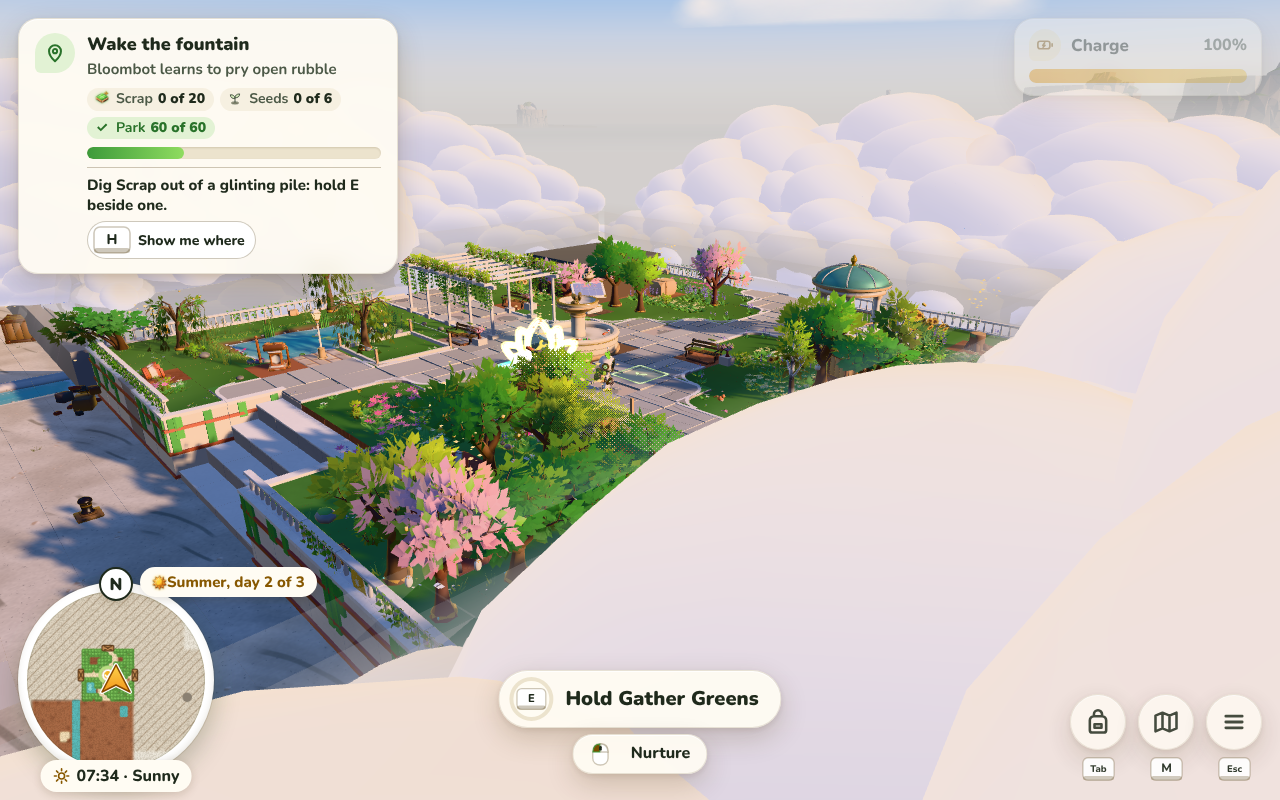 Wake the fountain
Bloombot learns to pry open rubble
Scrap 0 of 20 Seeds 0 of 6
Park 60 of 60
Dig Scrap out of a glinting pile: hold E
beside one.
H Show me where
Charge 100%
N
Summer, day 2 of 3
07:34 · Sunny
E Hold Gather Greens
Nurture
Tab M Esc